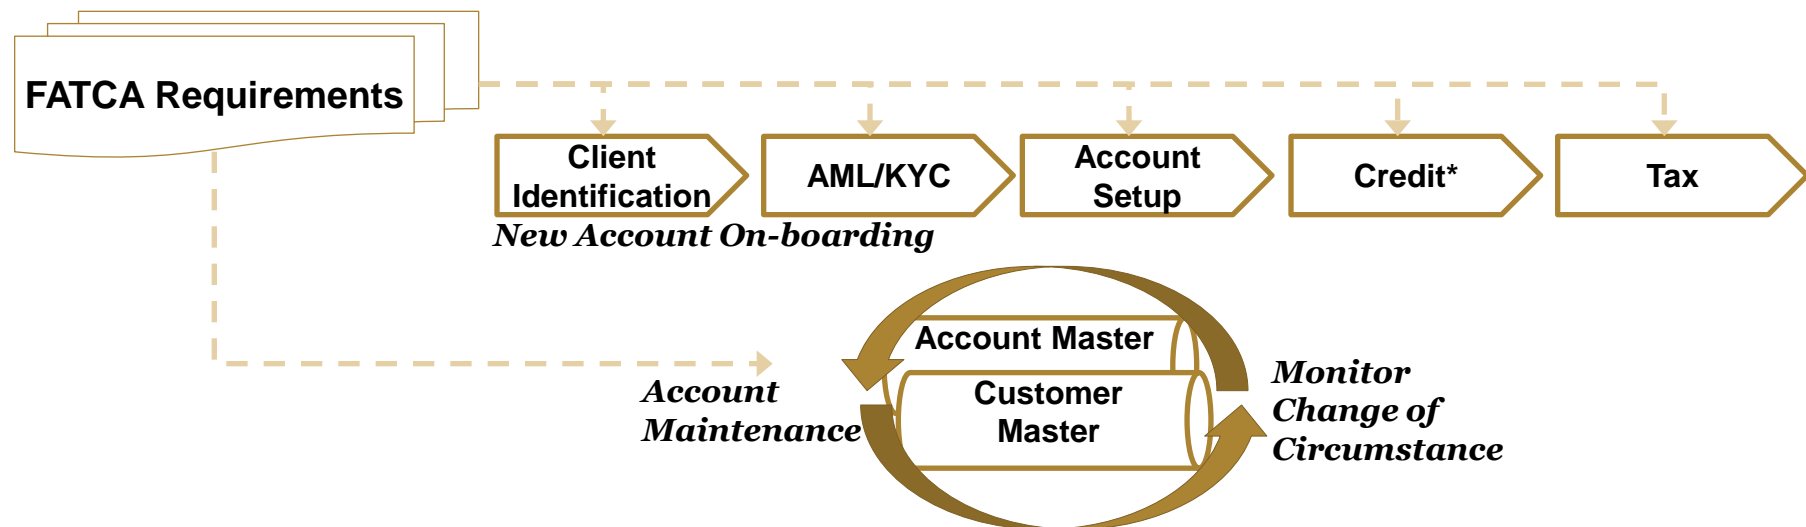 FATCA Requirements
Client
Identification
AML/KYC
Account
Setup
Credit*
Tax
New Account On-boarding
Account Master
Customer
Master
Account
Maintenance
Monitor
Change of
Circumstance